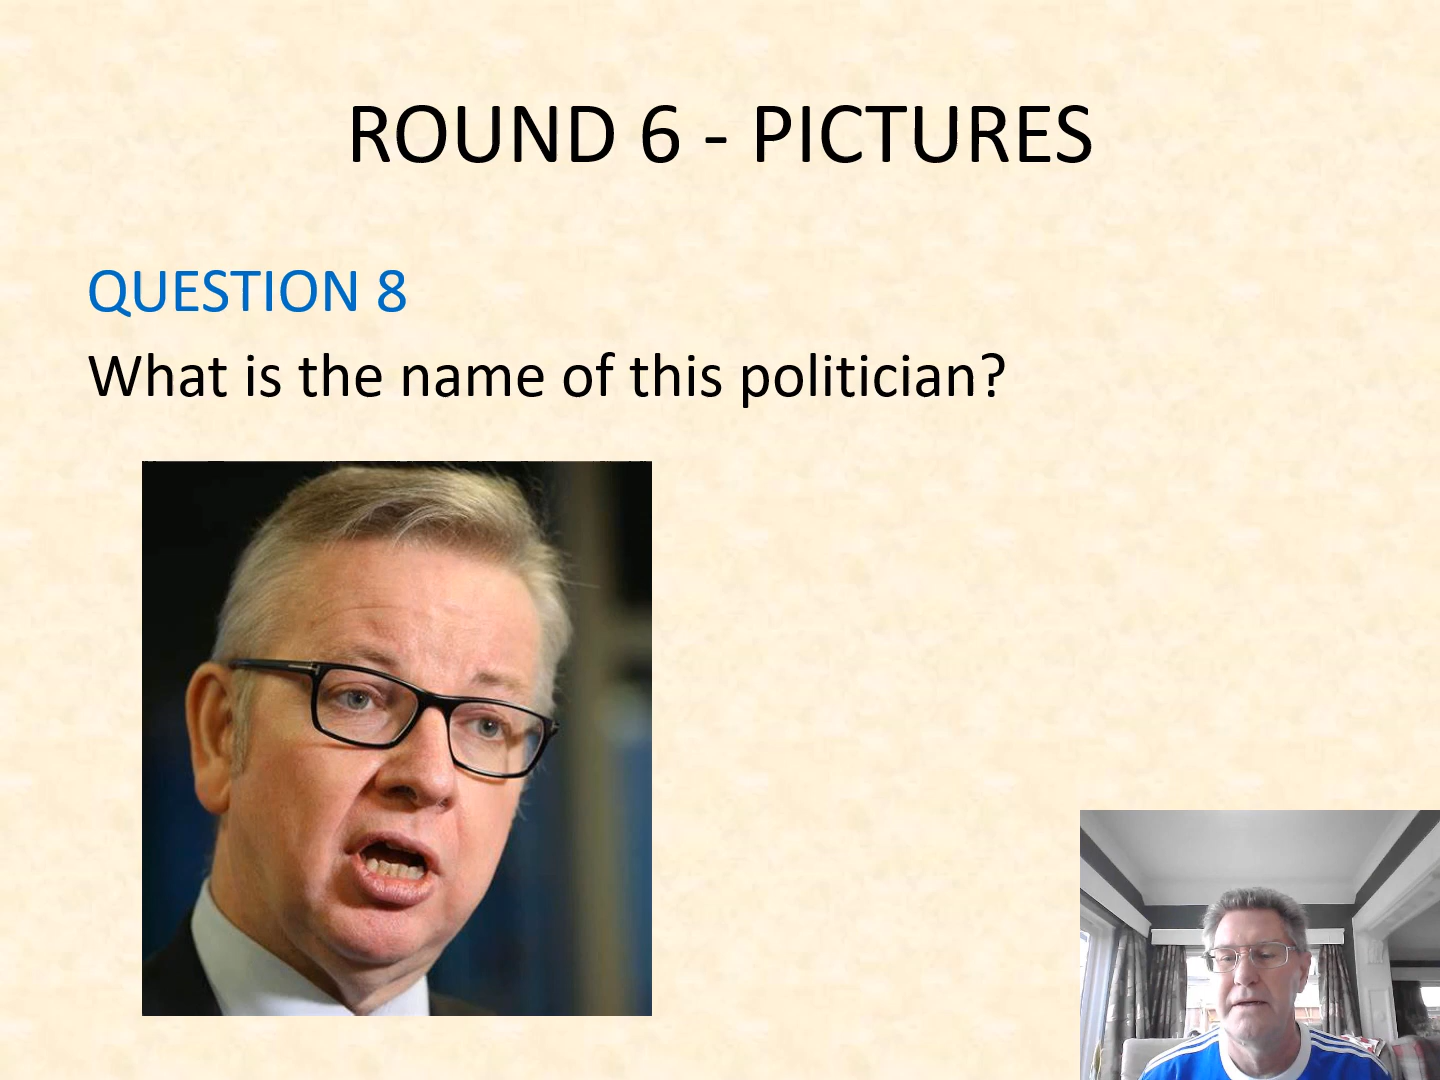 ROUND 6 - PICTURES
QUESTION 8
What is the name of this politician?